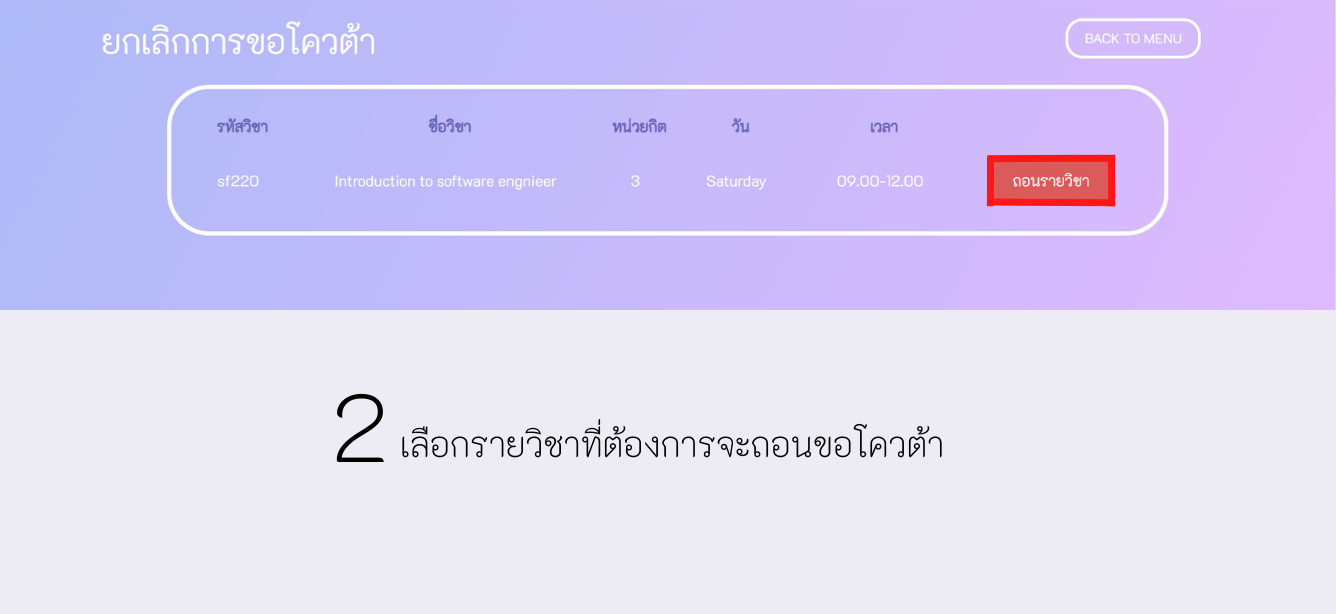 ยกเลิกการขอโควต้า
BACK TO MENU
รหัสวิชา ชื่อวิชา หน่วยกิต วัน เวลา
sf220 Introduction to software engnieer 3 Saturday 09.00-12.00 ถอนรายวิชา
2 เลือกรายวิชาที่ต้องการจะถอนขอโควต้า